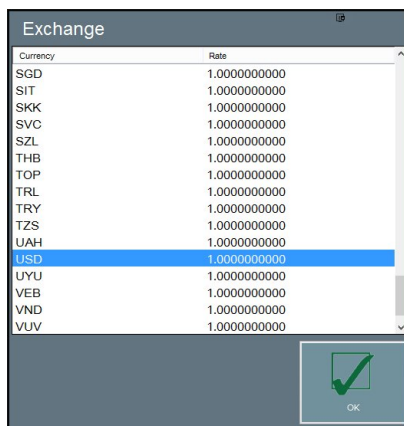 Exchange
Currency Rate
SGD 1.0000000000
SIT 1.0000000000
SKK 1.0000000000
SVC 1.0000000000
SZL 1.0000000000
THB 1.0000000000
TOP 1.0000000000
TRL 1.0000000000
TRY 1.0000000000
TZS 1.0000000000
UAH 1.0000000000
USD 1.0000000000
UYU 1.0000000000
VEB 1.0000000000
VND 1.0000000000
VUV 1.0000000000
OK